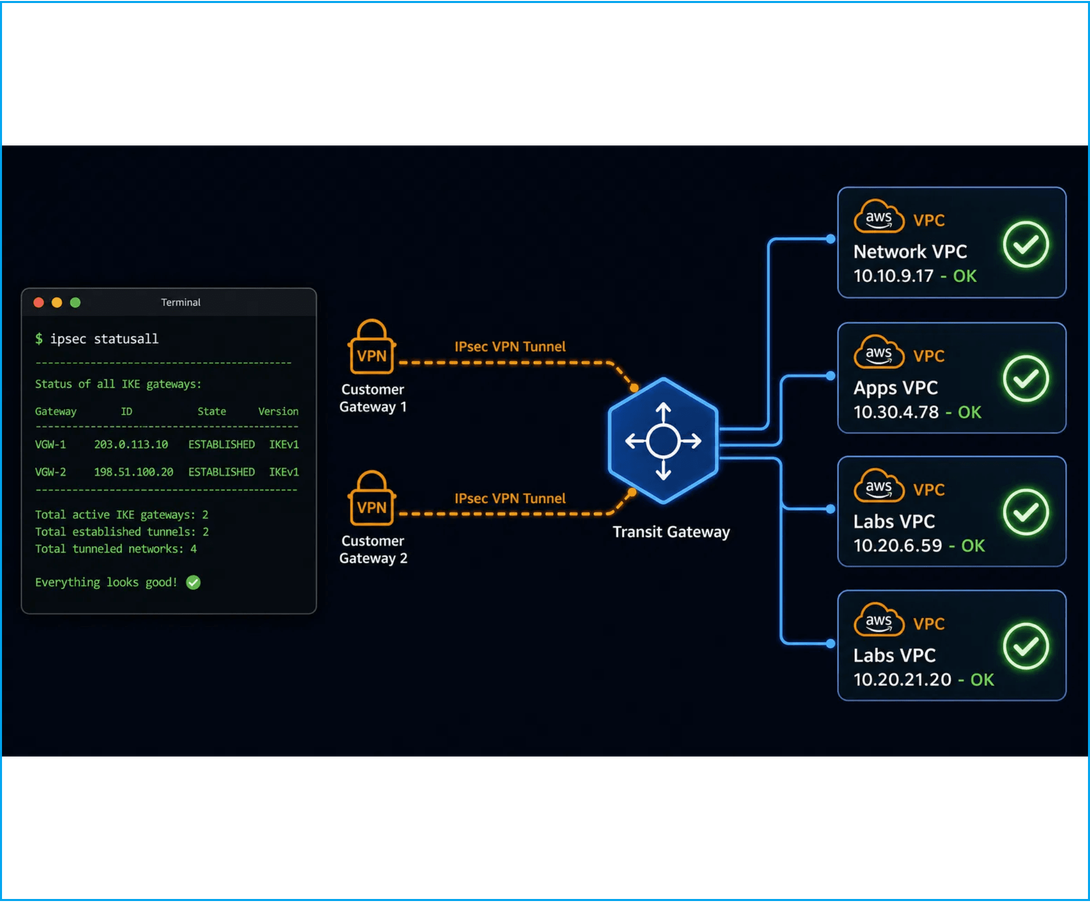 Terminal
$ ipsec statusall
--------------------------------------------
Status of all IKE gateways:
Gateway ID State Version
--------------------------------------------
VGW-1 203.0.113.10 ESTABLISHED IKEv1
VGW-2 198.51.100.20 ESTABLISHED IKEv1
--------------------------------------------
Total active IKE gateways: 2
Total established tunnels: 2
Total tunneled networks: 4
Everything looks good!
VPN
Customer
Gateway 1
IPsec VPN Tunnel
VPN
Customer
Gateway 2
IPsec VPN Tunnel
Transit Gateway
aws VPC
Network VPC
10.10.9.17 - OK
aws VPC
Apps VPC
10.30.4.78 - OK
aws VPC
Labs VPC
10.20.6.59 - OK
aws VPC
Labs VPC
10.20.21.20 - OK